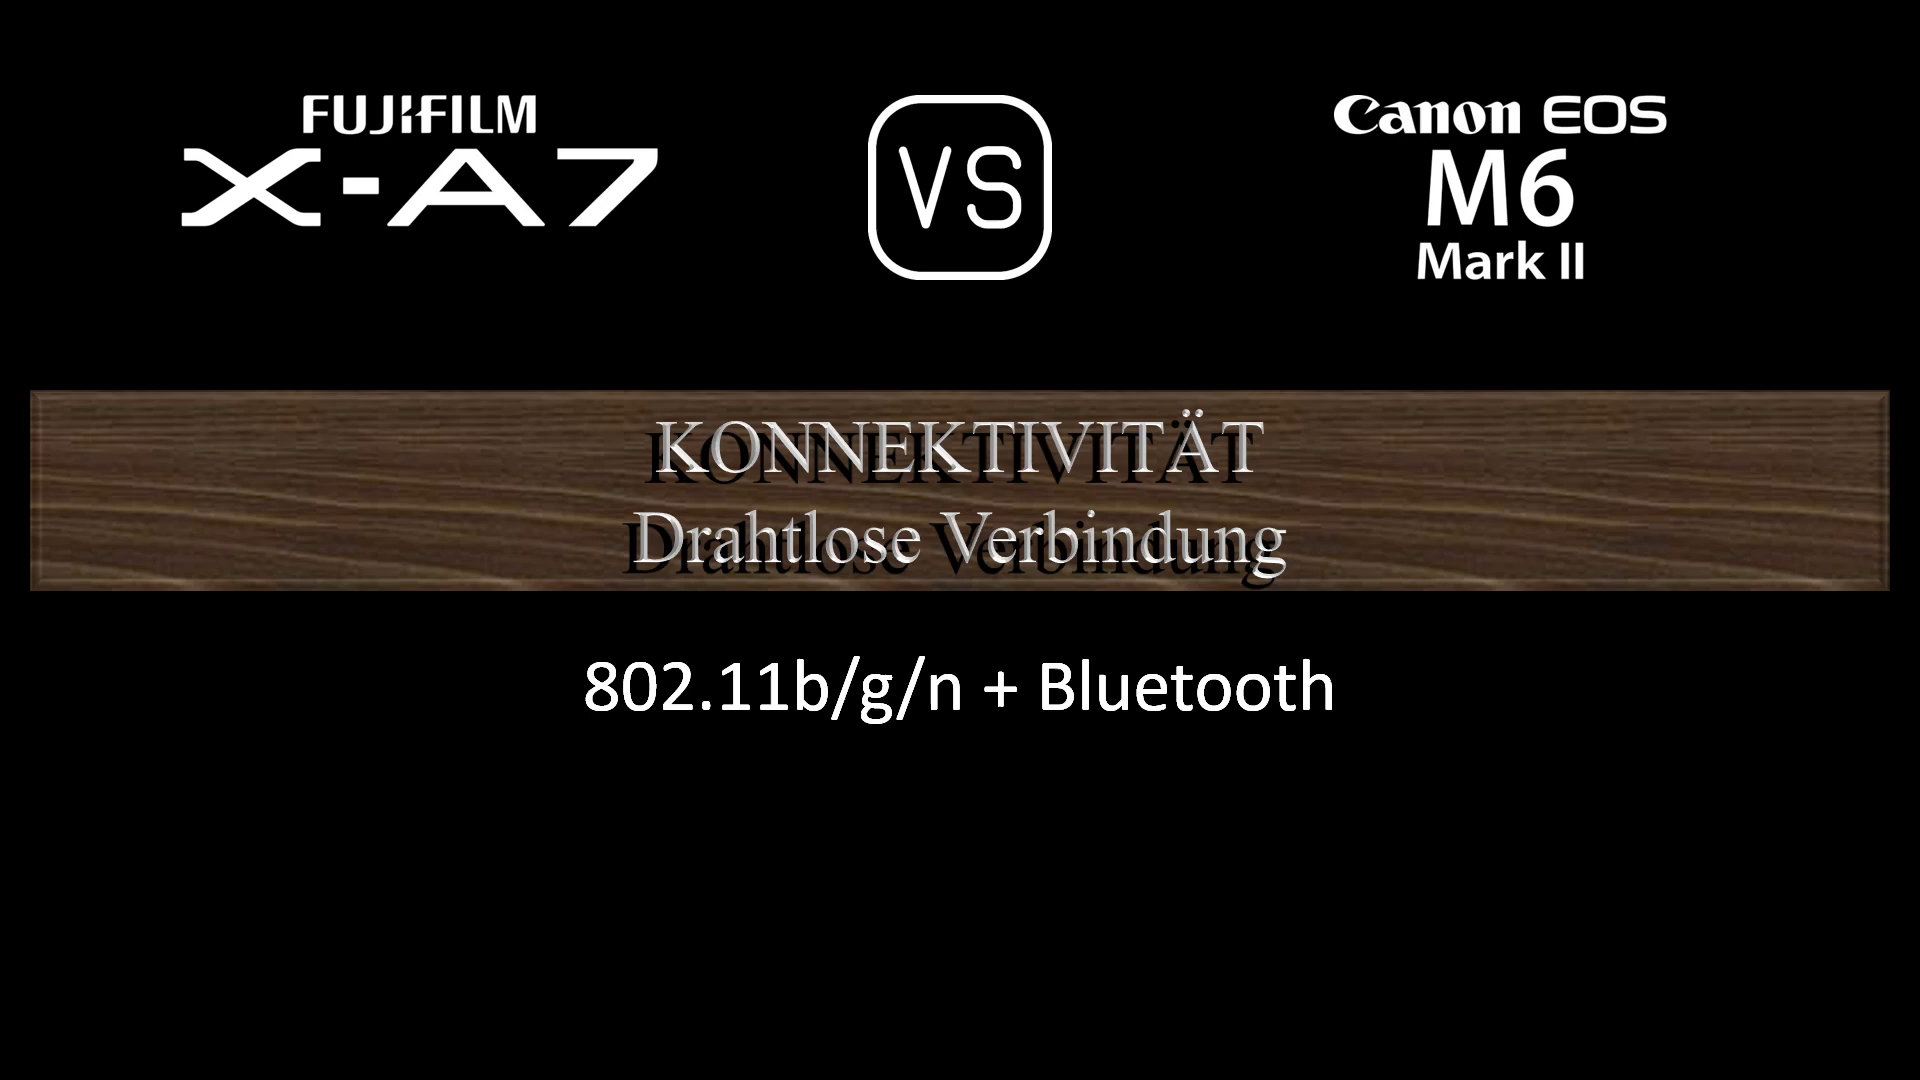 FUJIFILM
X-A7
VS
Canon EOS
M6
Mark II
KONNEKTIVITÄT
Drahtlose Verbindung
802.11b/g/n + Bluetooth